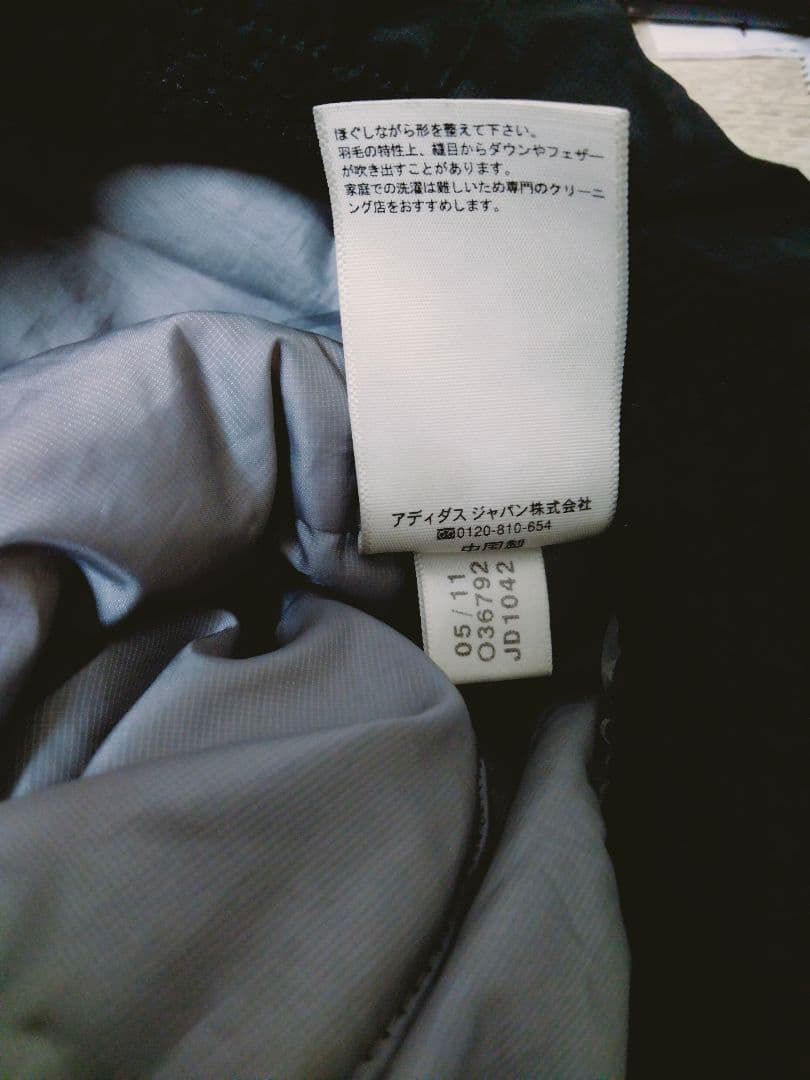 ほぐしながら形を整えて下さい。
羽毛の特性上、縫目からダウンやフェザー
が吹き出すことがあります。
家庭での洗濯は難しいため専門のクリーニ
ング店をおすすめします。
アディダス ジャパン株式会社
0120-810-654
中国製
05/11
O36792
JD1042